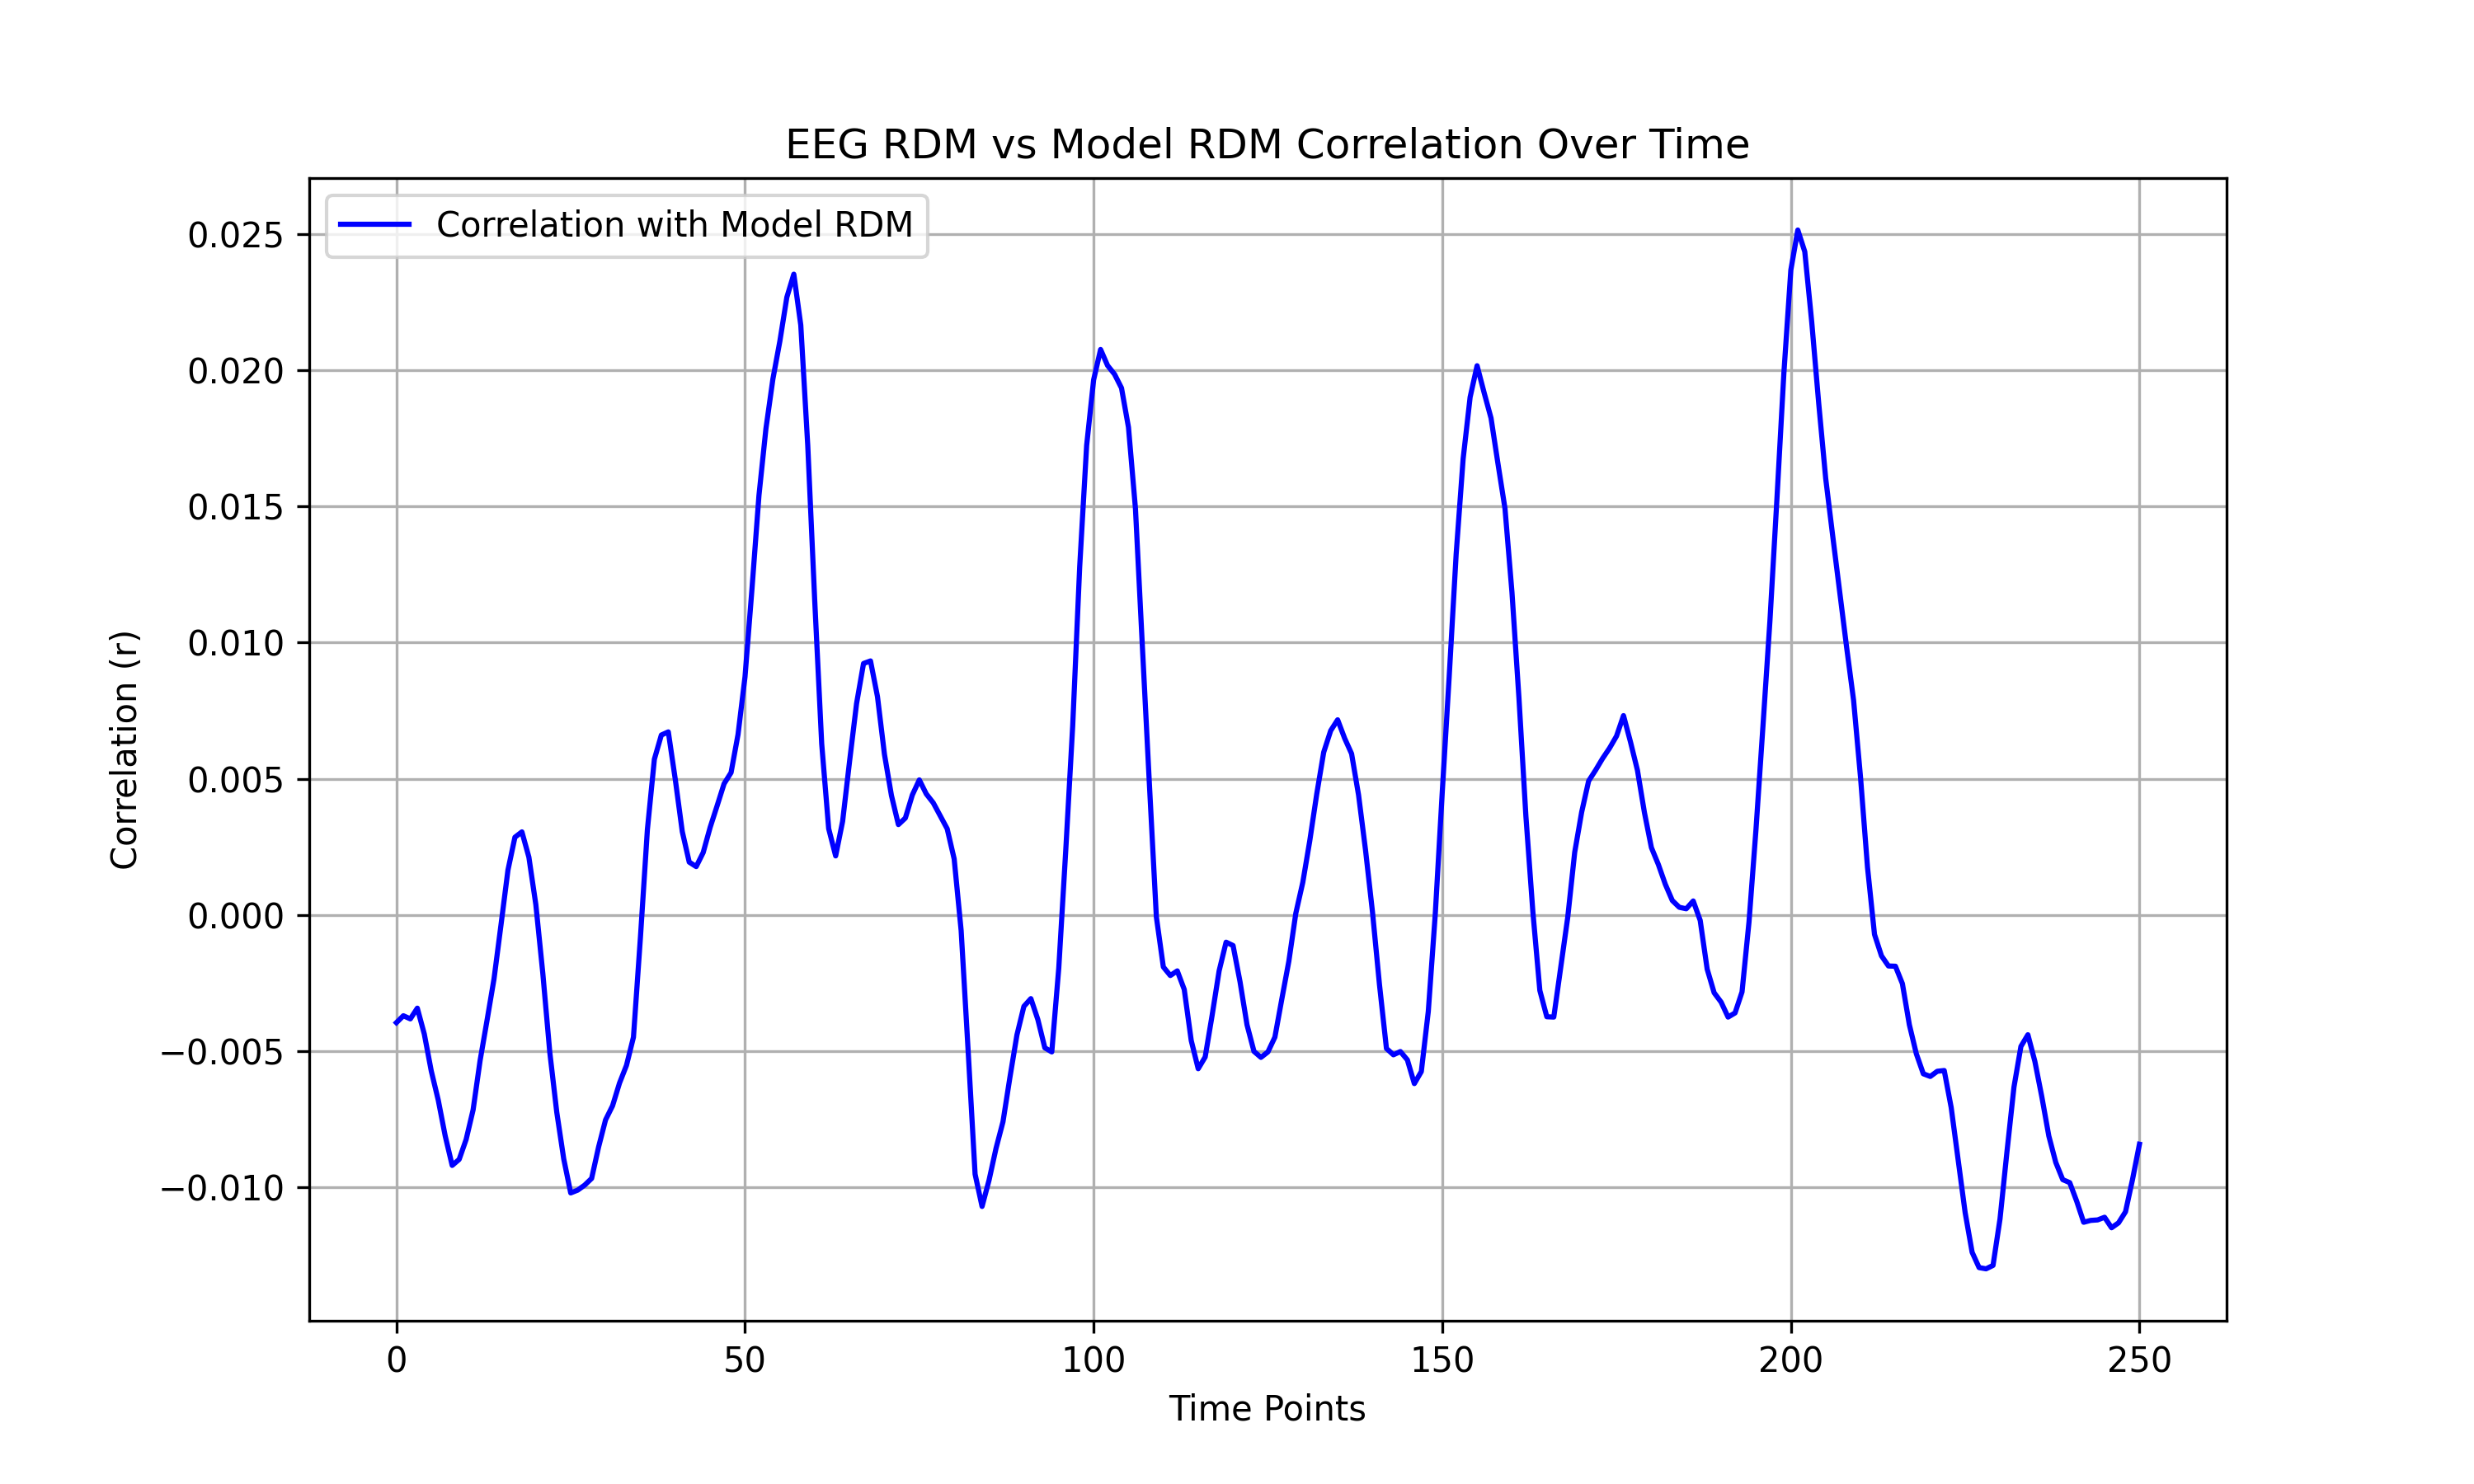 EEG RDM vs Model RDM Correlation Over Time
Correlation with Model RDM
Correlation (r)
0.025
0.020
0.015
0.010
0.005
0.000
−0.005
−0.010
0 50 100 150 200 250
Time Points